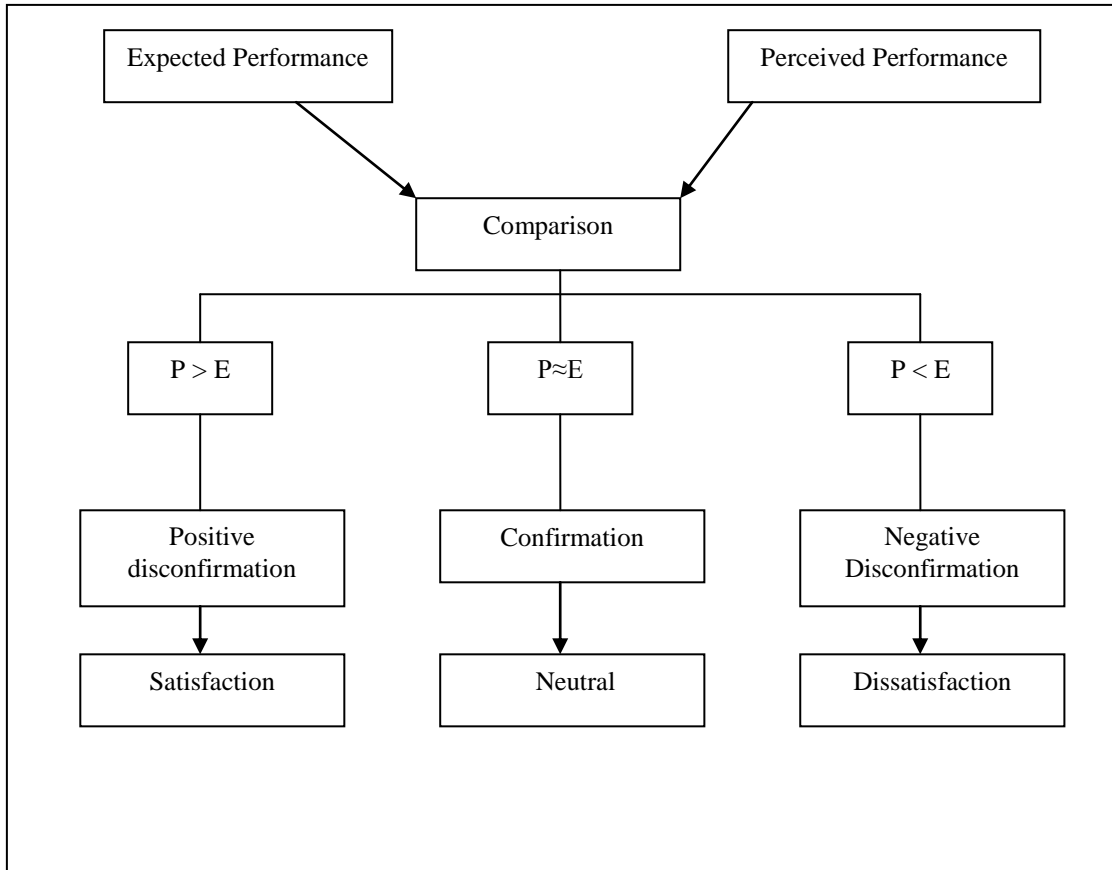 Expected Performance
Perceived Performance
Comparison
P > E
P≈E
P < E
Positive
disconfirmation
Confirmation
Negative
Disconfirmation
Satisfaction
Neutral
Dissatisfaction